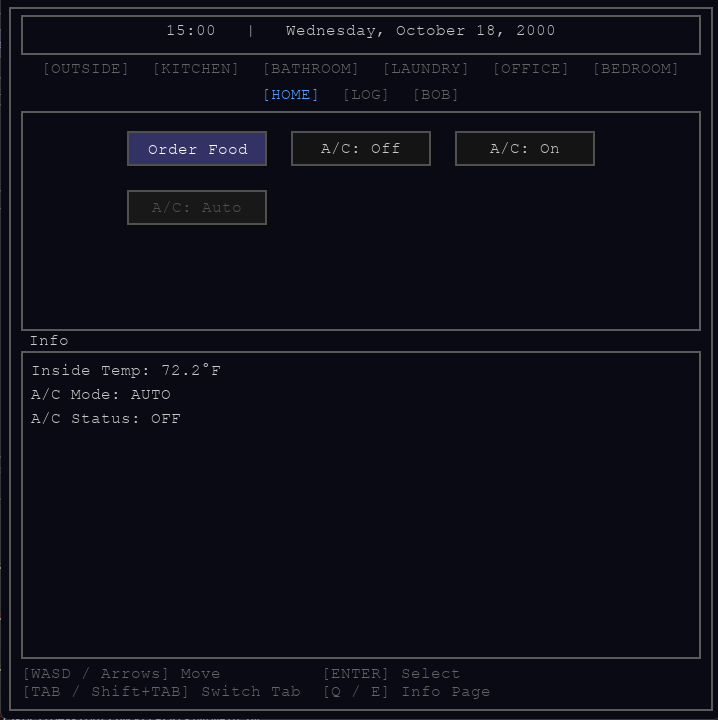 15:00 | Wednesday, October 18, 2000
[OUTSIDE] [KITCHEN] [BATHROOM] [LAUNDRY] [OFFICE] [BEDROOM]
[HOME] [LOG] [BOB]
Order Food A/C: Off A/C: On
A/C: Auto
Info
Inside Temp: 72.2°F
A/C Mode: AUTO
A/C Status: OFF
[WASD / Arrows] Move [ENTER] Select
[TAB / Shift+TAB] Switch Tab [Q / E] Info Page